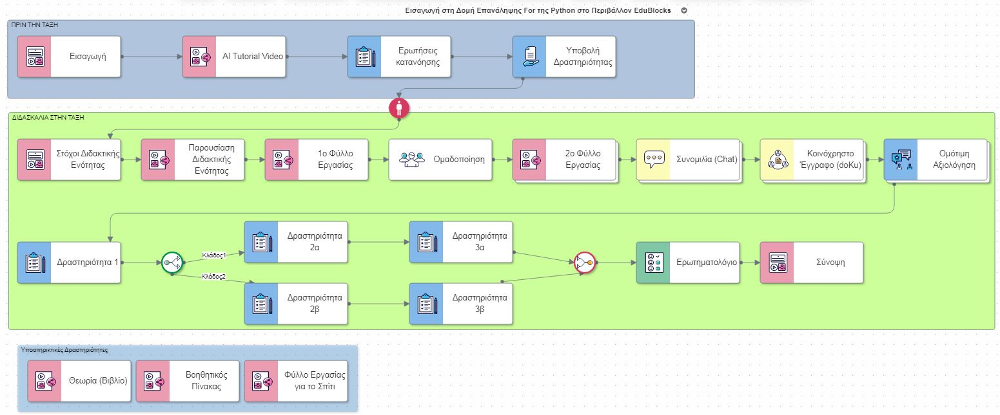 Εισαγωγή στη Δομή Επανάληψης For της Python στο Περιβάλλον EduBlocks
ΠΡΙΝ ΤΗΝ ΤΑΞΗ
Εισαγωγή
AI Tutorial Video
Ερωτήσεις
κατανόησης
Υποβολή
Δραστηριότητας
ΔΙΔΑΣΚΑΛΙΑ ΣΤΗΝ ΤΑΞΗ
Στόχοι Διδακτικής
Ενότητας
Παρουσίαση
Διδακτικής
Ενότητας
1ο Φύλλο
Εργασίας
Ομαδοποίηση
2ο Φύλλο
Εργασίας
Συνομιλία (Chat)
Κοινόχρηστο
Έγγραφο (doKu)
Ομότιμη
Αξιολόγηση
Δραστηριότητα 1
Κλάδος1
Κλάδος2
Δραστηριότητα
2α
Δραστηριότητα
3α
Δραστηριότητα
2β
Δραστηριότητα
3β
Ερωτηματολόγιο
Σύνοψη
Υποστηρικτικές Δραστηριότητες
Θεωρία (Βιβλίο)
Βοηθητικός
Πίνακας
Φύλλο Εργασίας
για το Σπίτι